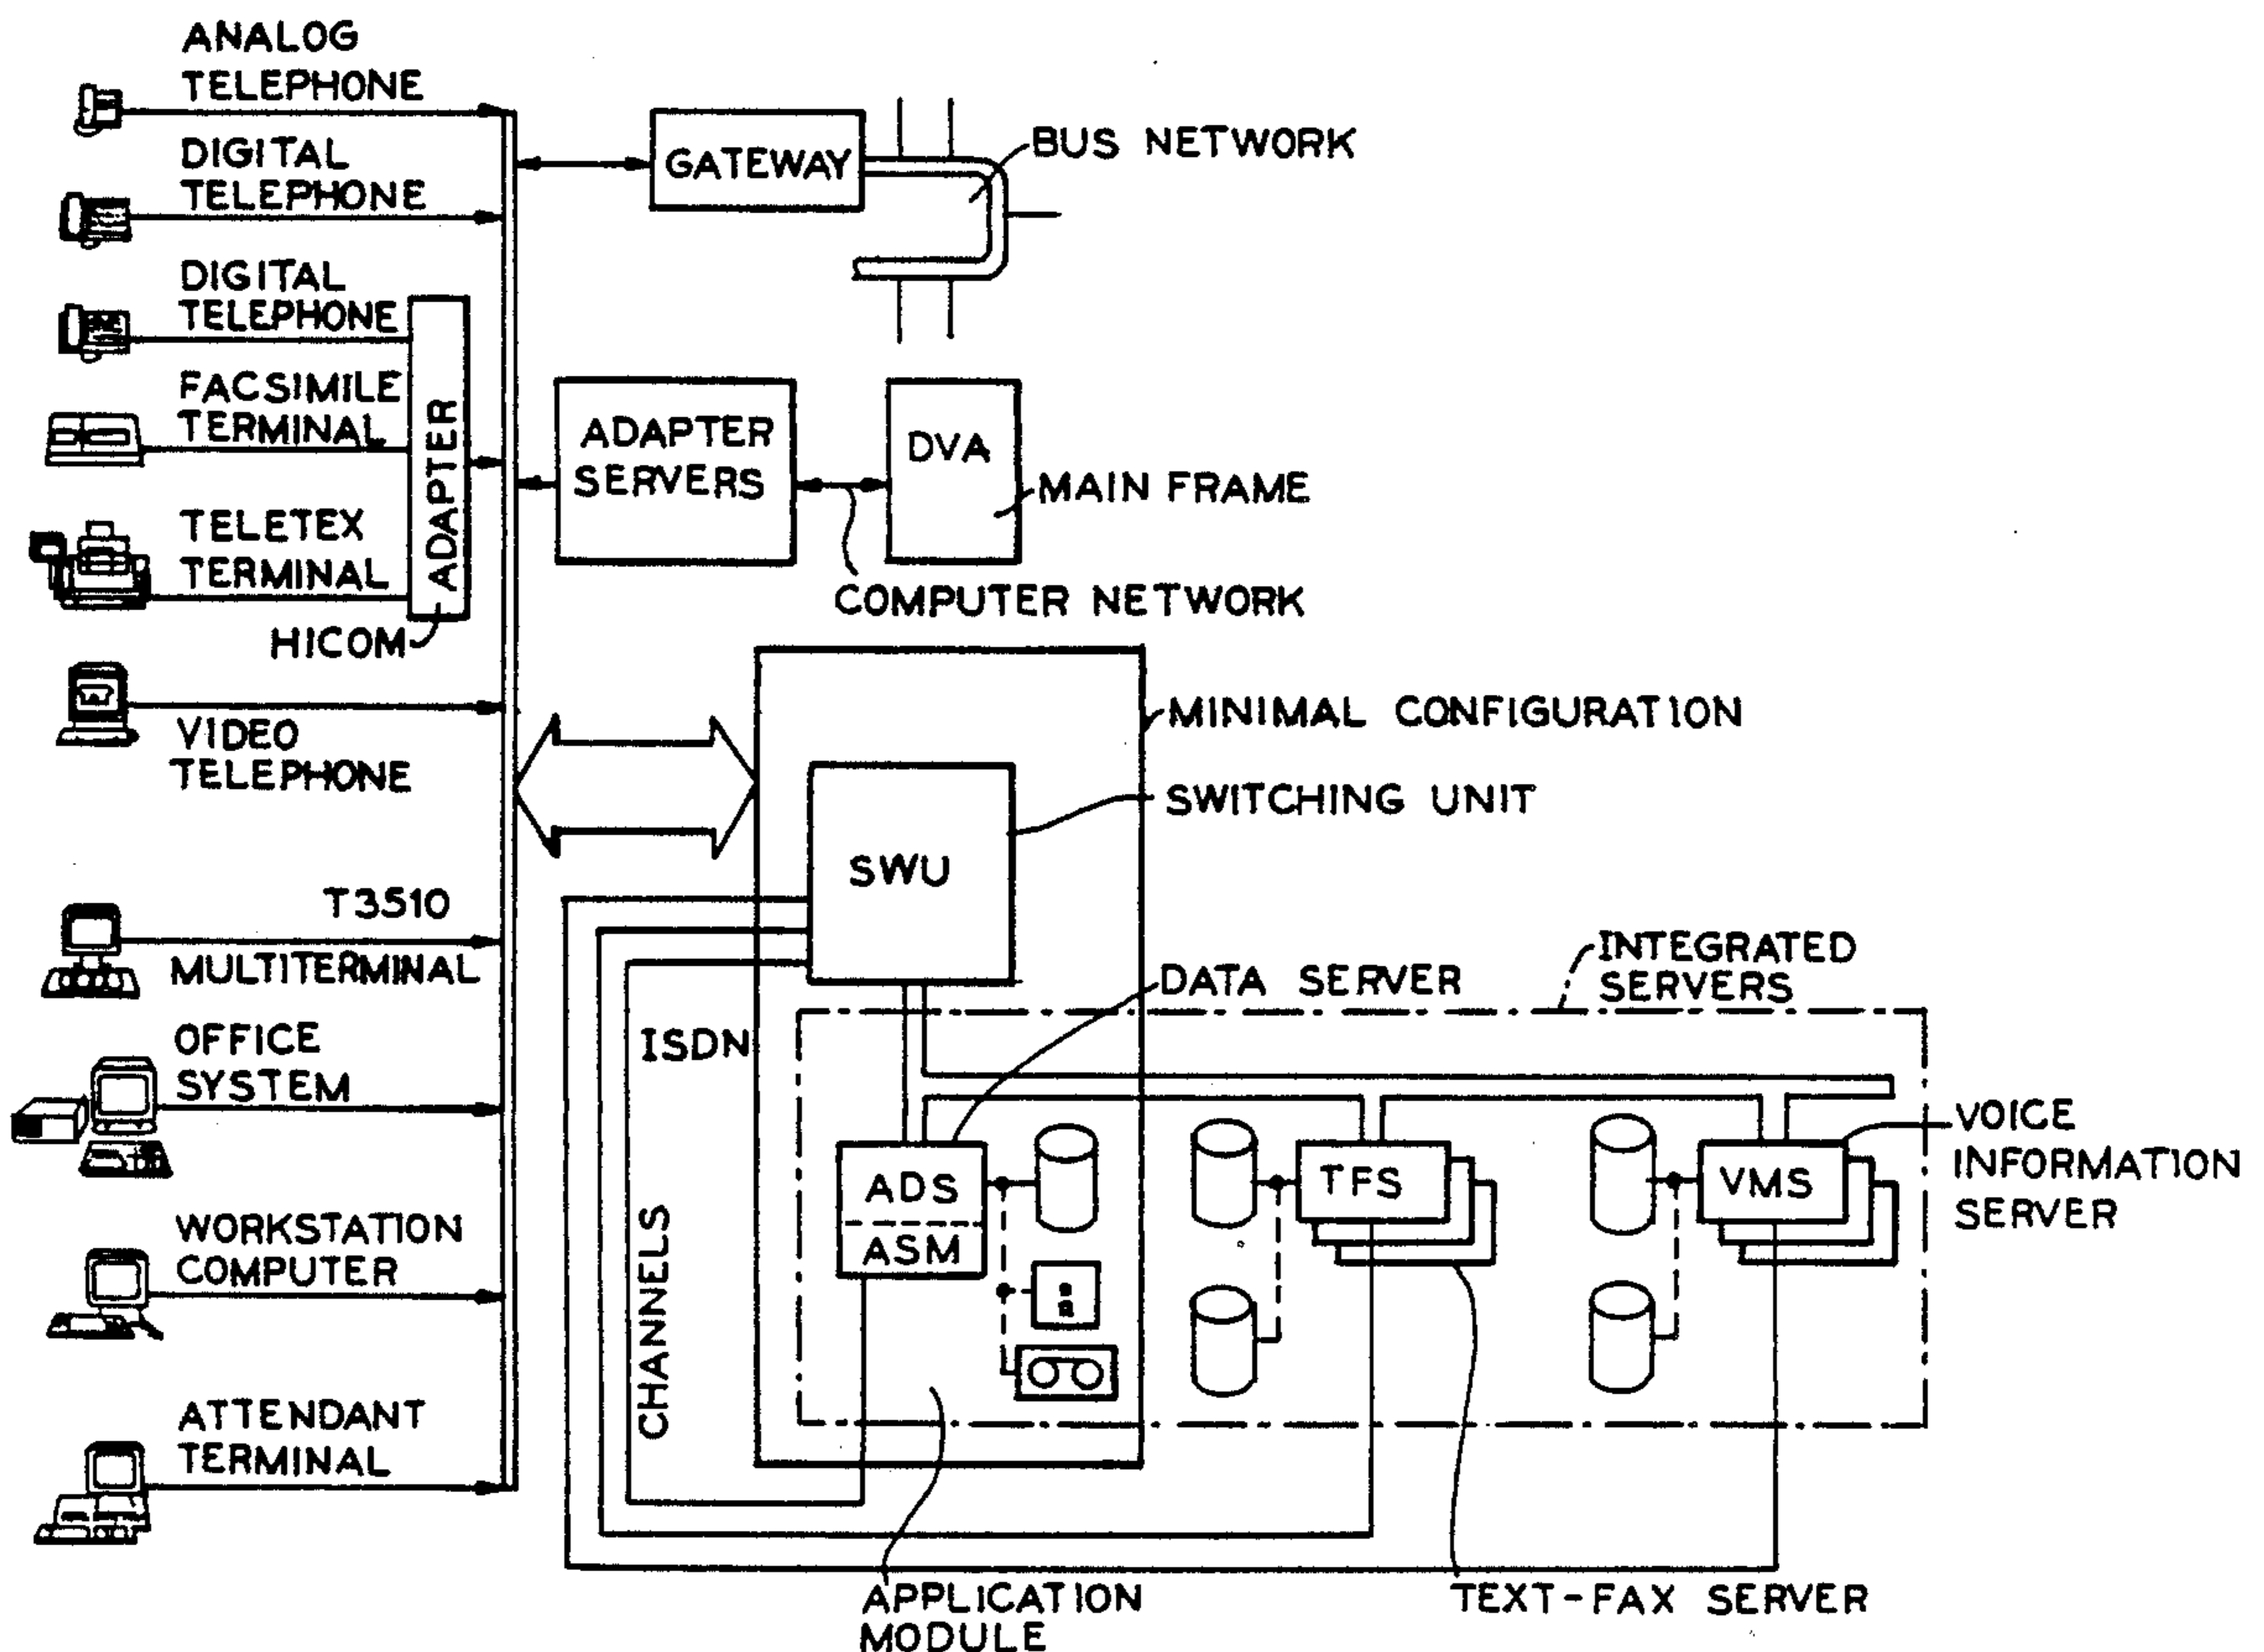 ANALOG
TELEPHONE
DIGITAL
TELEPHONE
DIGITAL
TELEPHONE
FACSIMILE
TERMINAL
TELETEX
TERMINAL
ADAPTER
HICOM
VIDEO
TELEPHONE
T3510
MULTITERMINAL
OFFICE
SYSTEM
WORKSTATION
COMPUTER
ATTENDANT
TERMINAL
GATEWAY
BUS NETWORK
ADAPTER
SERVERS
DVA
MAIN FRAME
COMPUTER NETWORK
MINIMAL CONFIGURATION
SWITCHING UNIT
SWU
INTEGRATED
SERVERS
DATA SERVER
ISDN
CHANNELS
ADS
ASM
TFS
VMS
VOICE
INFORMATION
SERVER
APPLICATION
MODULE
TEXT-FAX SERVER